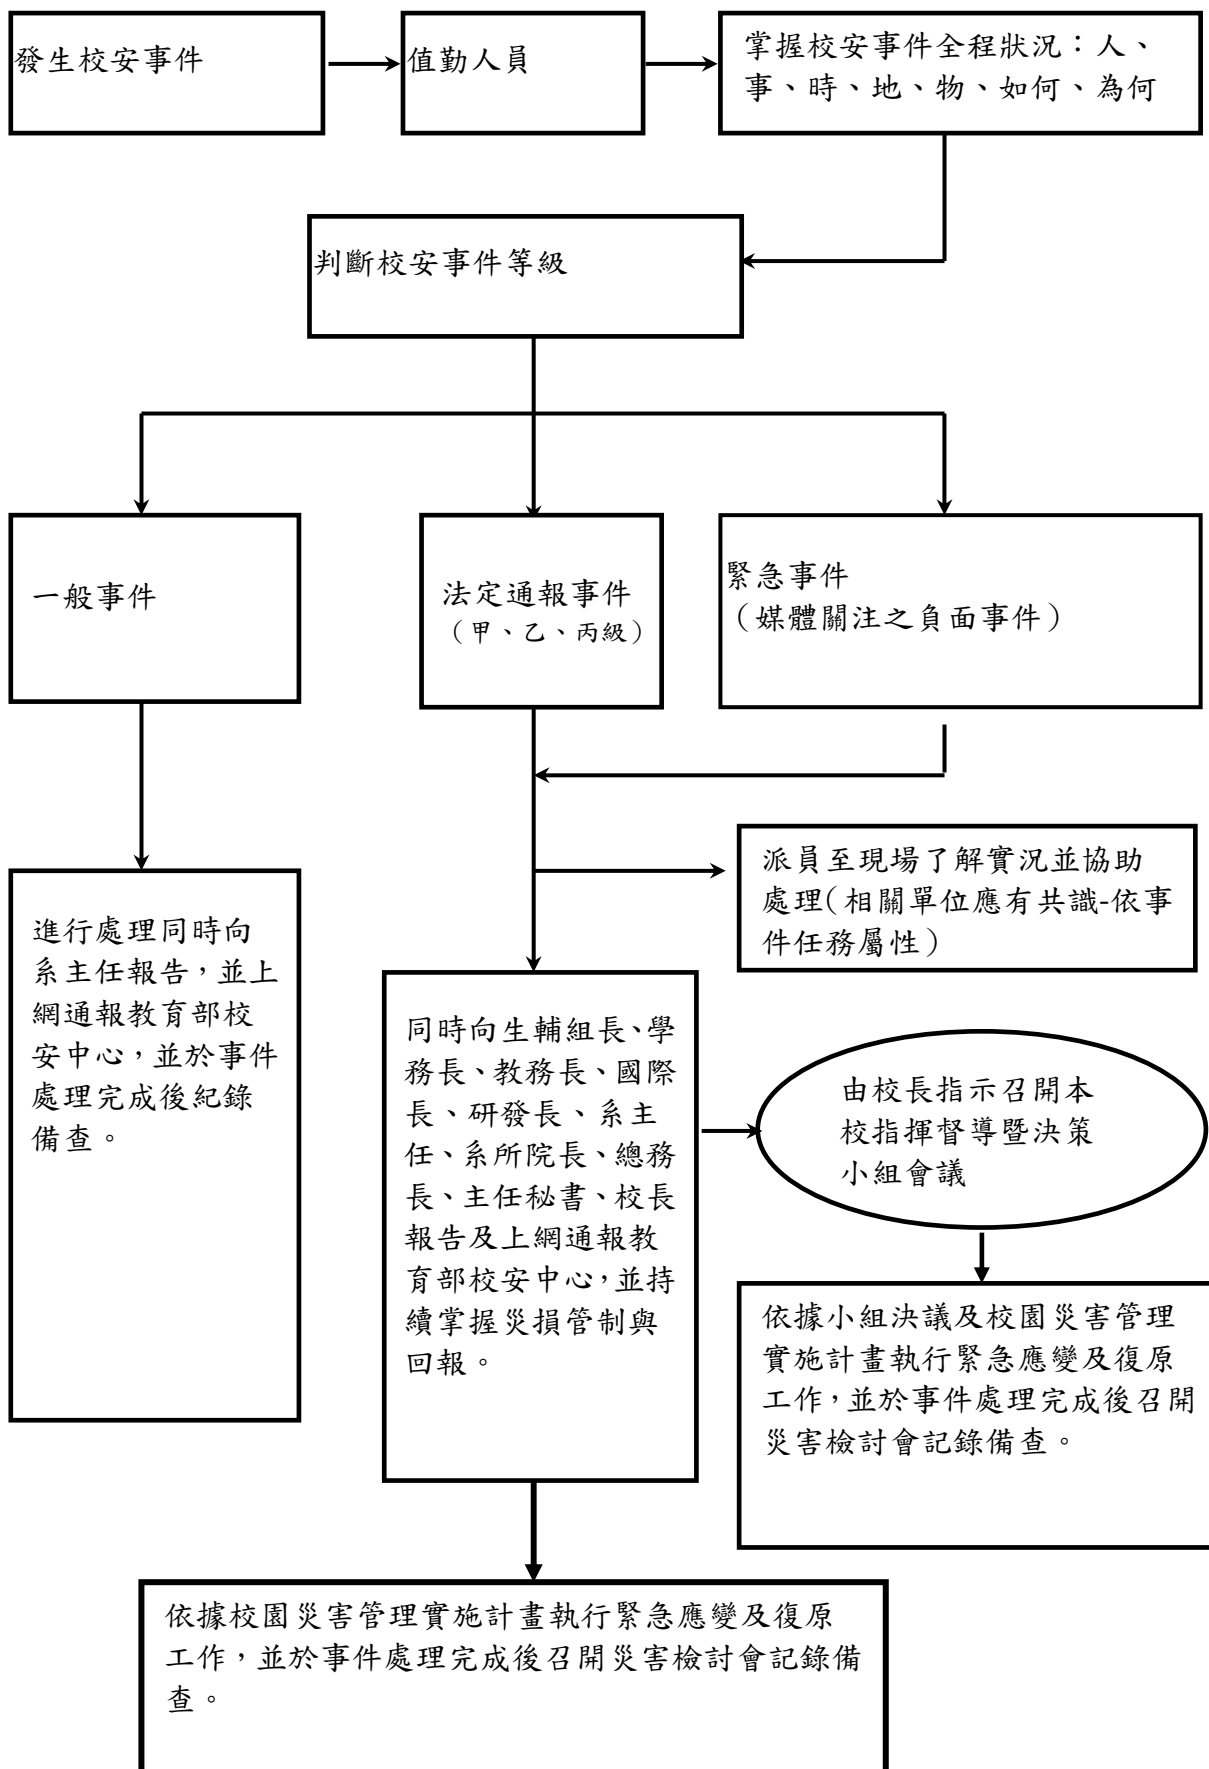 發生校安事件
值勤人員
掌握校安事件全程狀況：人、
事、時、地、物、如何、為何
判斷校安事件等級
一般事件
法定通報事件
（甲、乙、丙級）
緊急事件
（媒體關注之負面事件）
派員至現場了解實況並協助
處理(相關單位應有共識-依事
件任務屬性）
進行處理同時向
系主任報告，並上
網通報教育部校
安中心，並於事件
處理完成後紀錄
備查。
同時向生輔組長、學
務長、教務長、國際
長、研發長、系主
任、系所院長、總務
長、主任秘書、校長
報告及上網通報教
育部校安中心，並持
續掌握災損管制與
回報。
由校長指示召開本
校指揮督導暨決策
小組會議
依據小組決議及校園災害管理
實施計畫執行緊急應變及復原
工作，並於事件處理完成後召開
災害檢討會記錄備查。
依據校園災害管理實施計畫執行緊急應變及復原
工作，並於事件處理完成後召開災害檢討會記錄備
查。